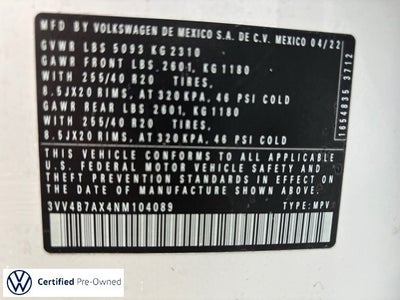 MFD BY VOLKSWAGEN DE MEXICO S.A. DE C.V. MEXICO 04/22
GVWR LBS 5093 KG 2310
GAWR FRONT LBS 2601, KG 1180
WITH 255/40 R20 TIRES,
8.5JX20 RIMS, AT 320 KPA, 46 PSI COLD
GAWR REAR LBS 2601, KG 1180
WITH 255/40 R20 TIRES,
8.5JX20 RIMS, AT 320 KPA, 46 PSI COLD
THIS VEHICLE CONFORMS TO ALL APPLICABLE
U.S. FEDERAL MOTOR VEHICLE SAFETY AND
THEFT PREVENTION STANDARDS IN EFFECT ON THE
DATE OF MANUFACTURE SHOWN ABOVE.
3VV4B7AX4NM104089 TYPE: MPV
1654835 3712
Certified Pre-Owned